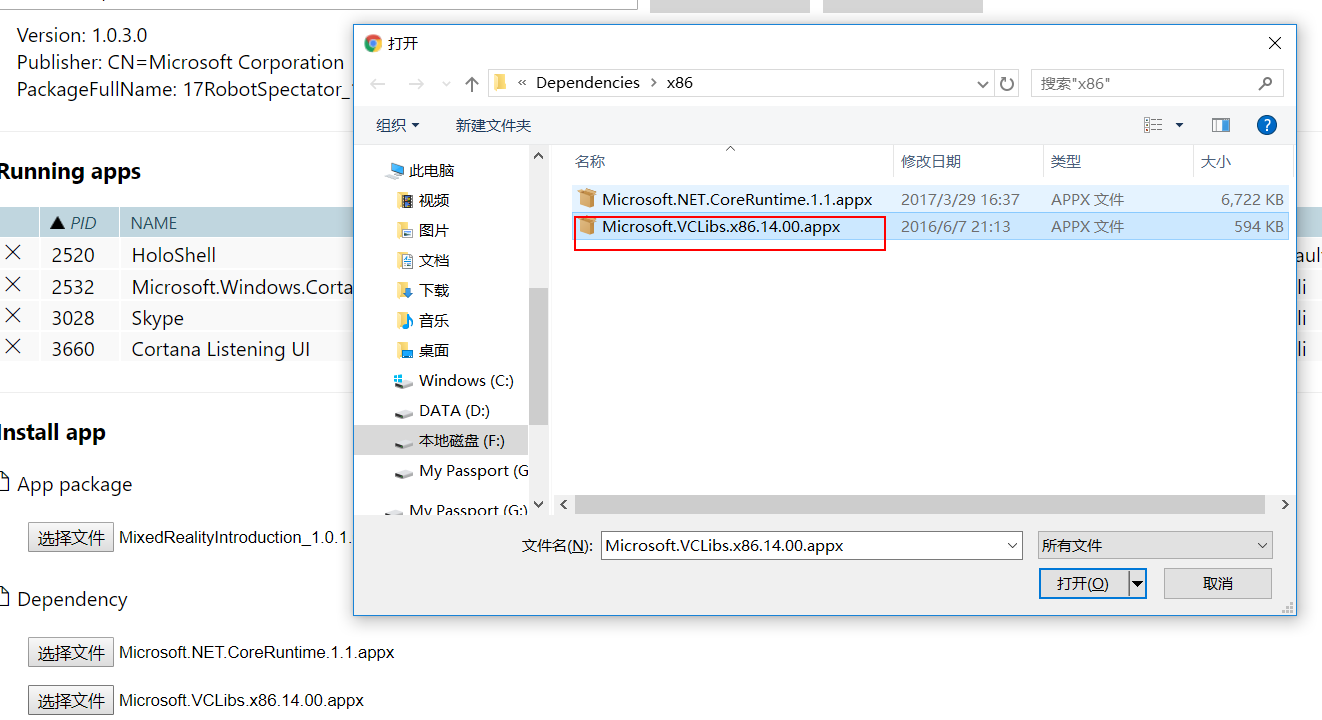 Version: 1.0.3.0
Publisher: CN=Microsoft Corporation
PackageFullName: 17RobotSpectator_
Running apps
▲ PID NAME
2520 HoloShell
2532 Microsoft.Windows.Corta
3028 Skype
3660 Cortana Listening UI
Install app
App package
选择文件 MixedRealityIntroduction_1.0.1.
Dependency
选择文件 Microsoft.NET.CoreRuntime.1.1.appx
选择文件 Microsoft.VCLibs.x86.14.00.appx
打开
« Dependencies › x86
搜索"x86"
组织 新建文件夹
?
此电脑
视频
图片
文档
下载
音乐
桌面
Windows (C:)
DATA (D:)
本地磁盘 (F:)
My Passport (G
My Passport (G:)
名称 修改日期 类型 大小
Microsoft.NET.CoreRuntime.1.1.appx 2017/3/29 16:37 APPX 文件 6,722 KB
Microsoft.VCLibs.x86.14.00.appx 2016/6/7 21:13 APPX 文件 594 KB
文件名(N): Microsoft.VCLibs.x86.14.00.appx 所有文件
打开(O) 取消
aul
li
li
li